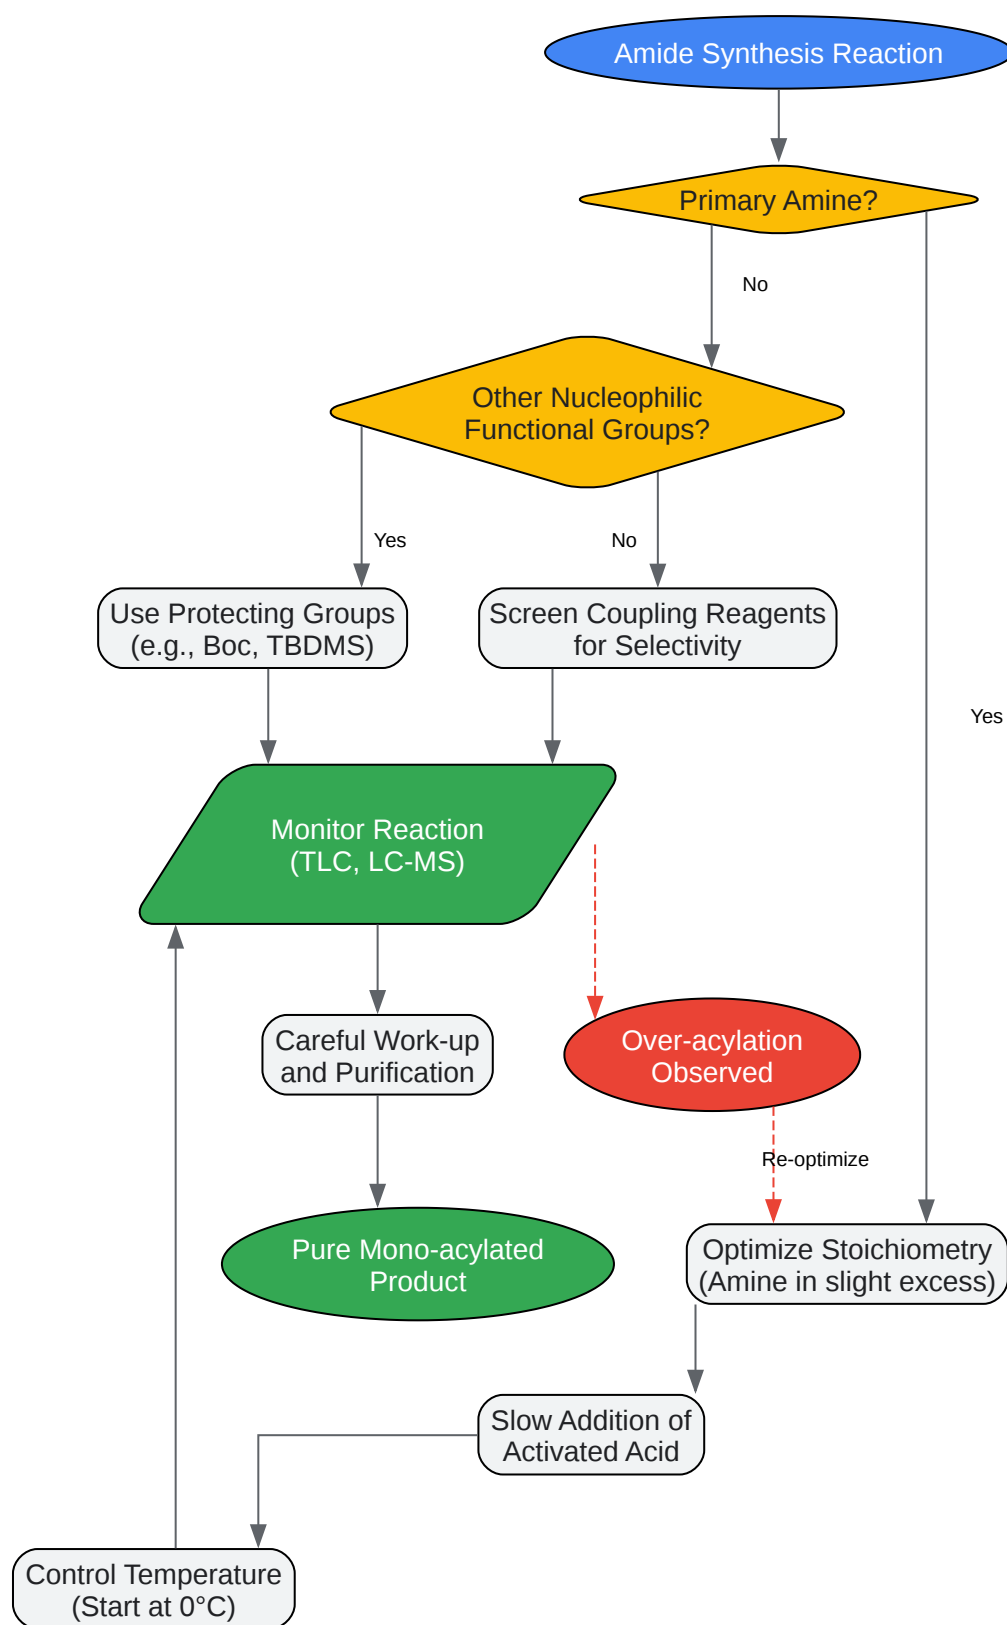 Amide Synthesis Reaction
Primary Amine?
No
Other Nucleophilic
Functional Groups?
Yes
No
Use Protecting Groups
(e.g., Boc, TBDMS)
Screen Coupling Reagents
for Selectivity
Yes
Monitor Reaction
(TLC, LC-MS)
Careful Work-up
and Purification
Over-acylation
Observed
Re-optimize
Pure Mono-acylated
Product
Optimize Stoichiometry
(Amine in slight excess)
Slow Addition of
Activated Acid
Control Temperature
(Start at 0°C)